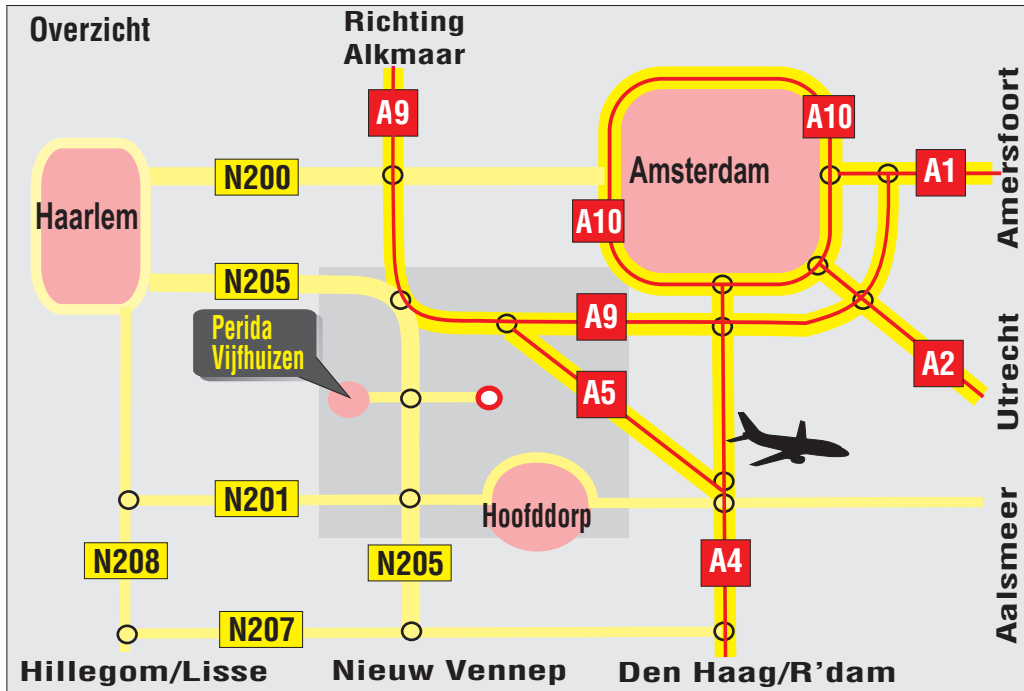 Overzicht
Richting
Alkmaar
A9
A10
Amersfoort
N200
Amsterdam
A1
Haarlem
A10
N205
Perida
Vijfhuizen
A9
Utrecht
A2
A5
N201
Hoofddorp
N208
N205
A4
Aalsmeer
N207
Hillegom/Lisse
Nieuw Vennep
Den Haag/R'dam